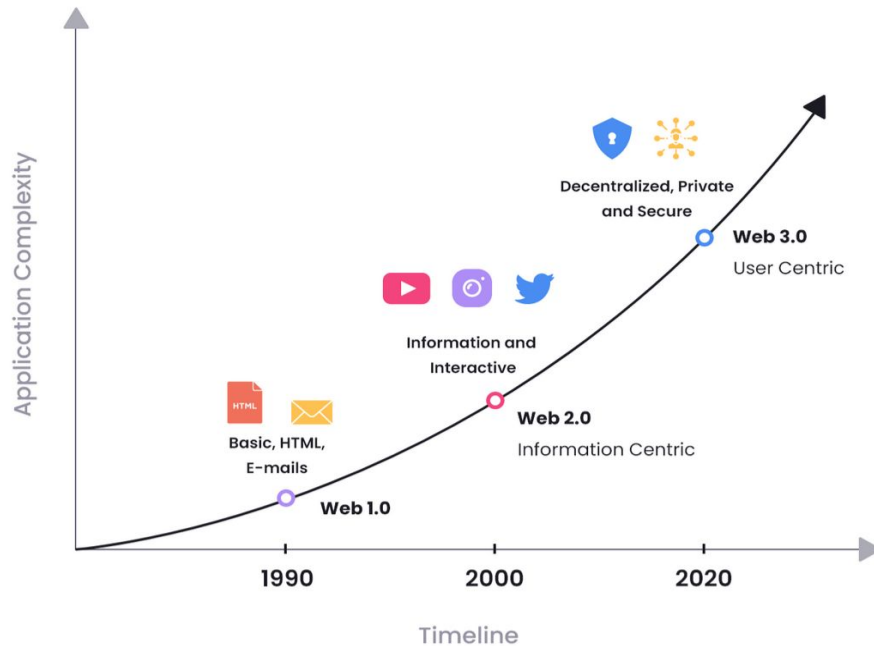 Application Complexity
Decentralized, Private
and Secure
Web 3.0
User Centric
Information and
Interactive
Web 2.0
Information Centric
HTML
Basic, HTML,
E-mails
Web 1.0
1990
2000
2020
Timeline